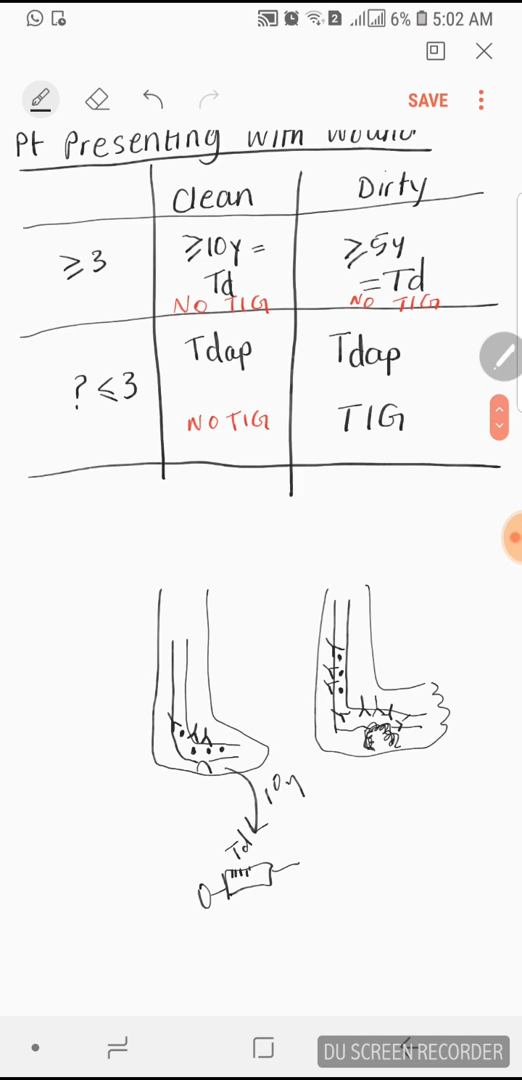 2 6% 5:02 AM
SAVE
Pt Presenting with Wound
Clean Dirty
≥3 ≥10y = ≥5y
Td =Td
NO TIG NO TIG
Tdap Tdap
? ≤3
NO TIG TIG
10y
Td
DU SCREEN RECORDER